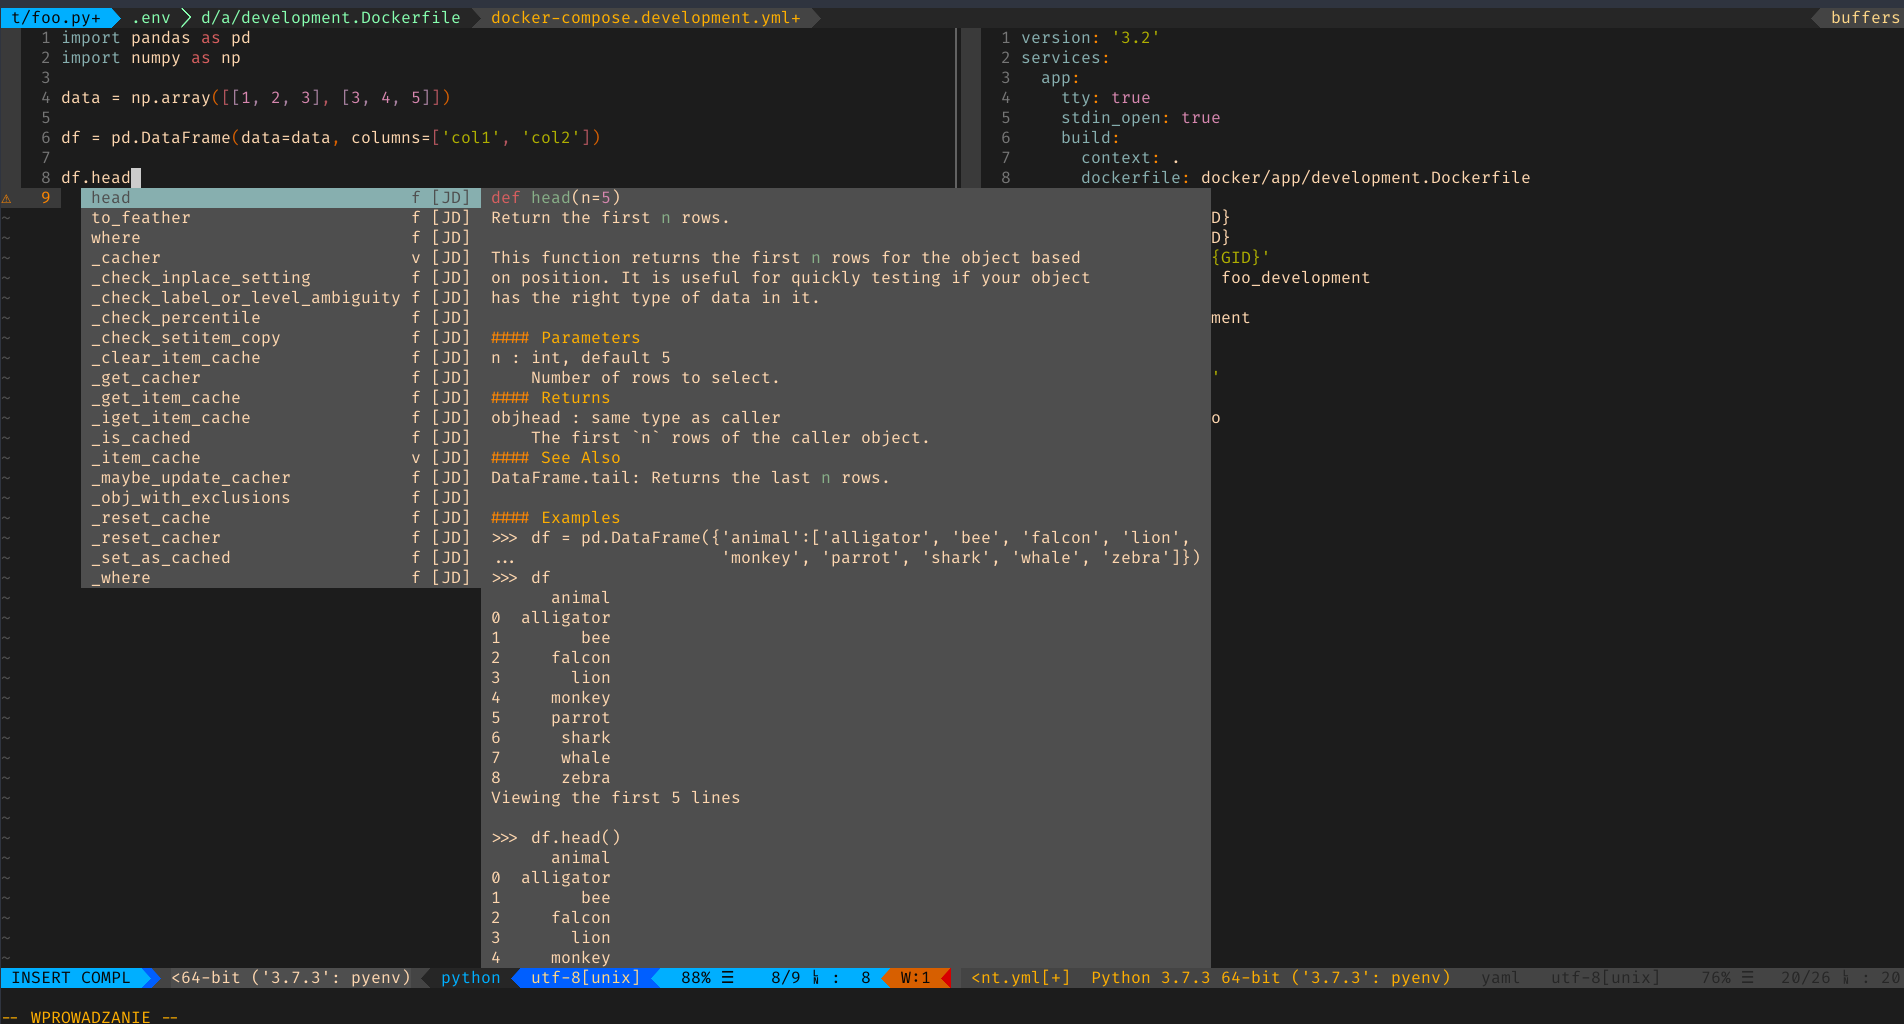 t/foo.py+ .env d/a/development.Dockerfile docker-compose.development.yml+ buffers
1 import pandas as pd
2 import numpy as np
3
4 data = np.array([[1, 2, 3], [3, 4, 5]])
5
6 df = pd.DataFrame(data=data, columns=['col1', 'col2'])
7
8 df.head
⚠ 9
head f [JD]
to_feather f [JD]
where f [JD]
_cacher v [JD]
_check_inplace_setting f [JD]
_check_label_or_level_ambiguity f [JD]
_check_percentile f [JD]
_check_setitem_copy f [JD]
_clear_item_cache f [JD]
_get_cacher f [JD]
_get_item_cache f [JD]
_iget_item_cache f [JD]
_is_cached f [JD]
_item_cache v [JD]
_maybe_update_cacher f [JD]
_obj_with_exclusions f [JD]
_reset_cache f [JD]
_reset_cacher f [JD]
_set_as_cached f [JD]
_where f [JD]
def head(n=5)
Return the first n rows.

This function returns the first n rows for the object based
on position. It is useful for quickly testing if your object
has the right type of data in it.

#### Parameters
n : int, default 5
    Number of rows to select.
#### Returns
objhead : same type as caller
    The first `n` rows of the caller object.
#### See Also
DataFrame.tail: Returns the last n rows.

#### Examples
>>> df = pd.DataFrame({'animal':['alligator', 'bee', 'falcon', 'lion',
...                    'monkey', 'parrot', 'shark', 'whale', 'zebra']})
>>> df
      animal
0  alligator
1        bee
2     falcon
3       lion
4     monkey
5     parrot
6      shark
7      whale
8      zebra
Viewing the first 5 lines

>>> df.head()
      animal
0  alligator
1        bee
2     falcon
3       lion
4     monkey
1 version: '3.2'
2 services:
3   app:
4     tty: true
5     stdin_open: true
6     build:
7       context: .
8       dockerfile: docker/app/development.Dockerfile
D}
D}
{GID}'
foo_development
ment
'
o
INSERT COMPL <64-bit ('3.7.3': pyenv) python utf-8[unix] 88% ☰ 8/9 ㏑ : 8 W:1 <nt.yml[+] Python 3.7.3 64-bit ('3.7.3': pyenv) yaml utf-8[unix] 76% ☰ 20/26 ㏑ : 20
-- WPROWADZANIE --